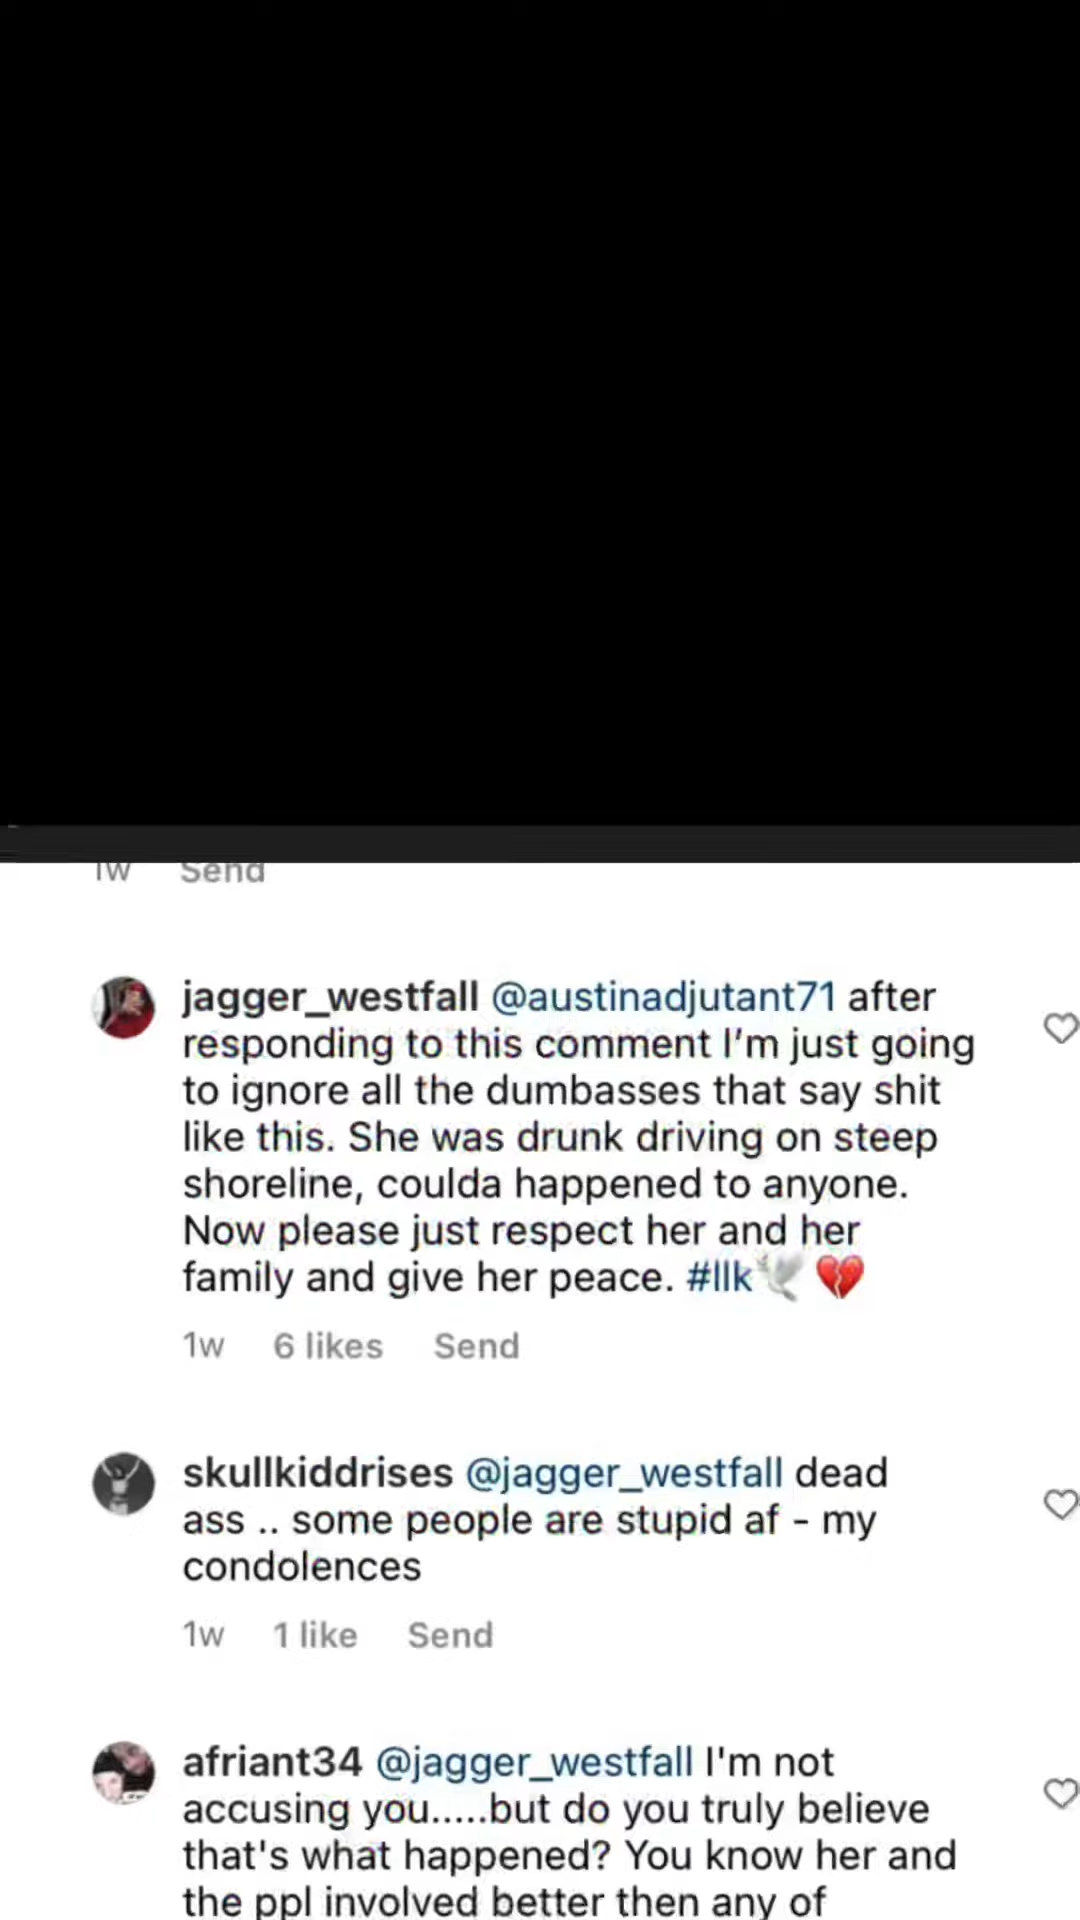 1w Send
jagger_westfall @austinadjutant71 after
responding to this comment I'm just going
to ignore all the dumbasses that say shit
like this. She was drunk driving on steep
shoreline, coulda happened to anyone.
Now please just respect her and her
family and give her peace. #llk🕊️💔
1w 6 likes Send
skullkiddrises @jagger_westfall dead
ass .. some people are stupid af - my
condolences
1w 1 like Send
afriant34 @jagger_westfall I'm not
accusing you.....but do you truly believe
that's what happened? You know her and
the ppl involved better then any of